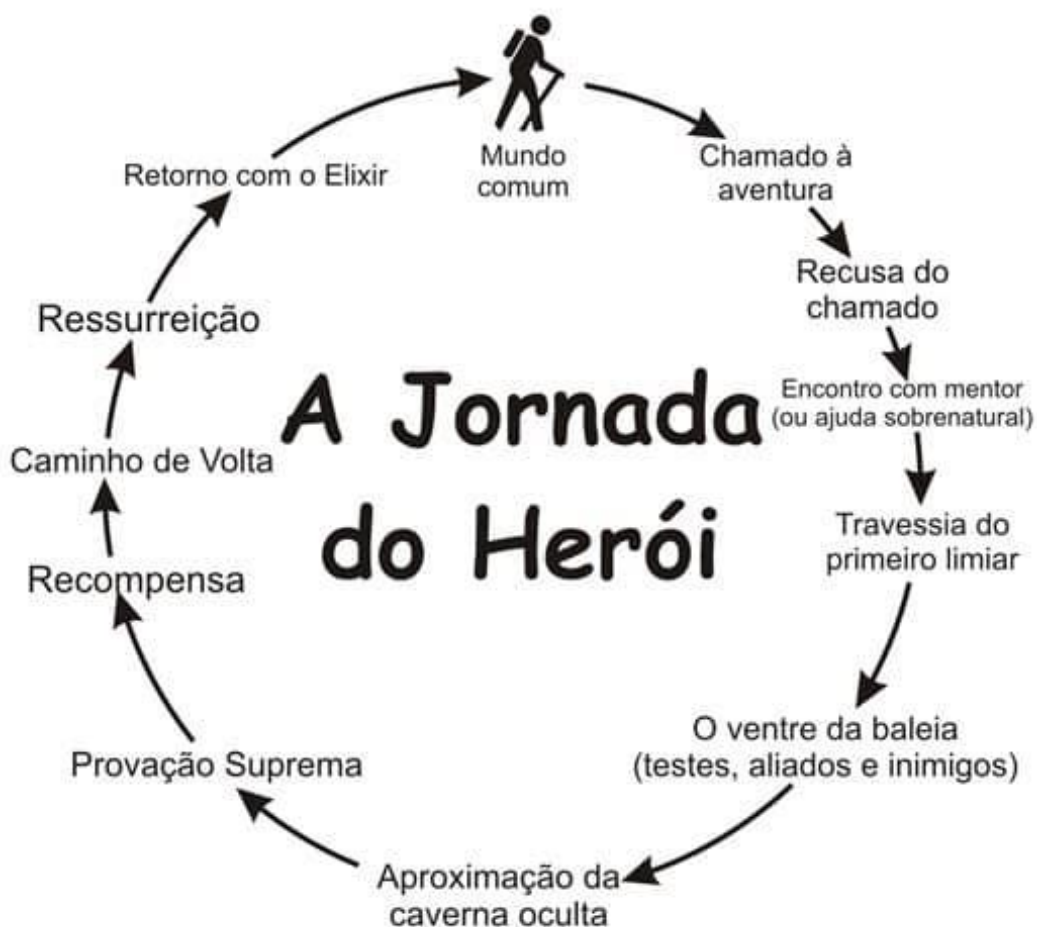 Mundo
comum
Chamado à
aventura
Recusa do
chamado
Encontro com mentor
(ou ajuda sobrenatural)
Travessia do
primeiro limiar
O ventre da baleia
(testes, aliados e inimigos)
Aproximação da
caverna oculta
Provação Suprema
Recompensa
Caminho de Volta
Ressurreição
Retorno com o Elixir
A Jornada
do Herói